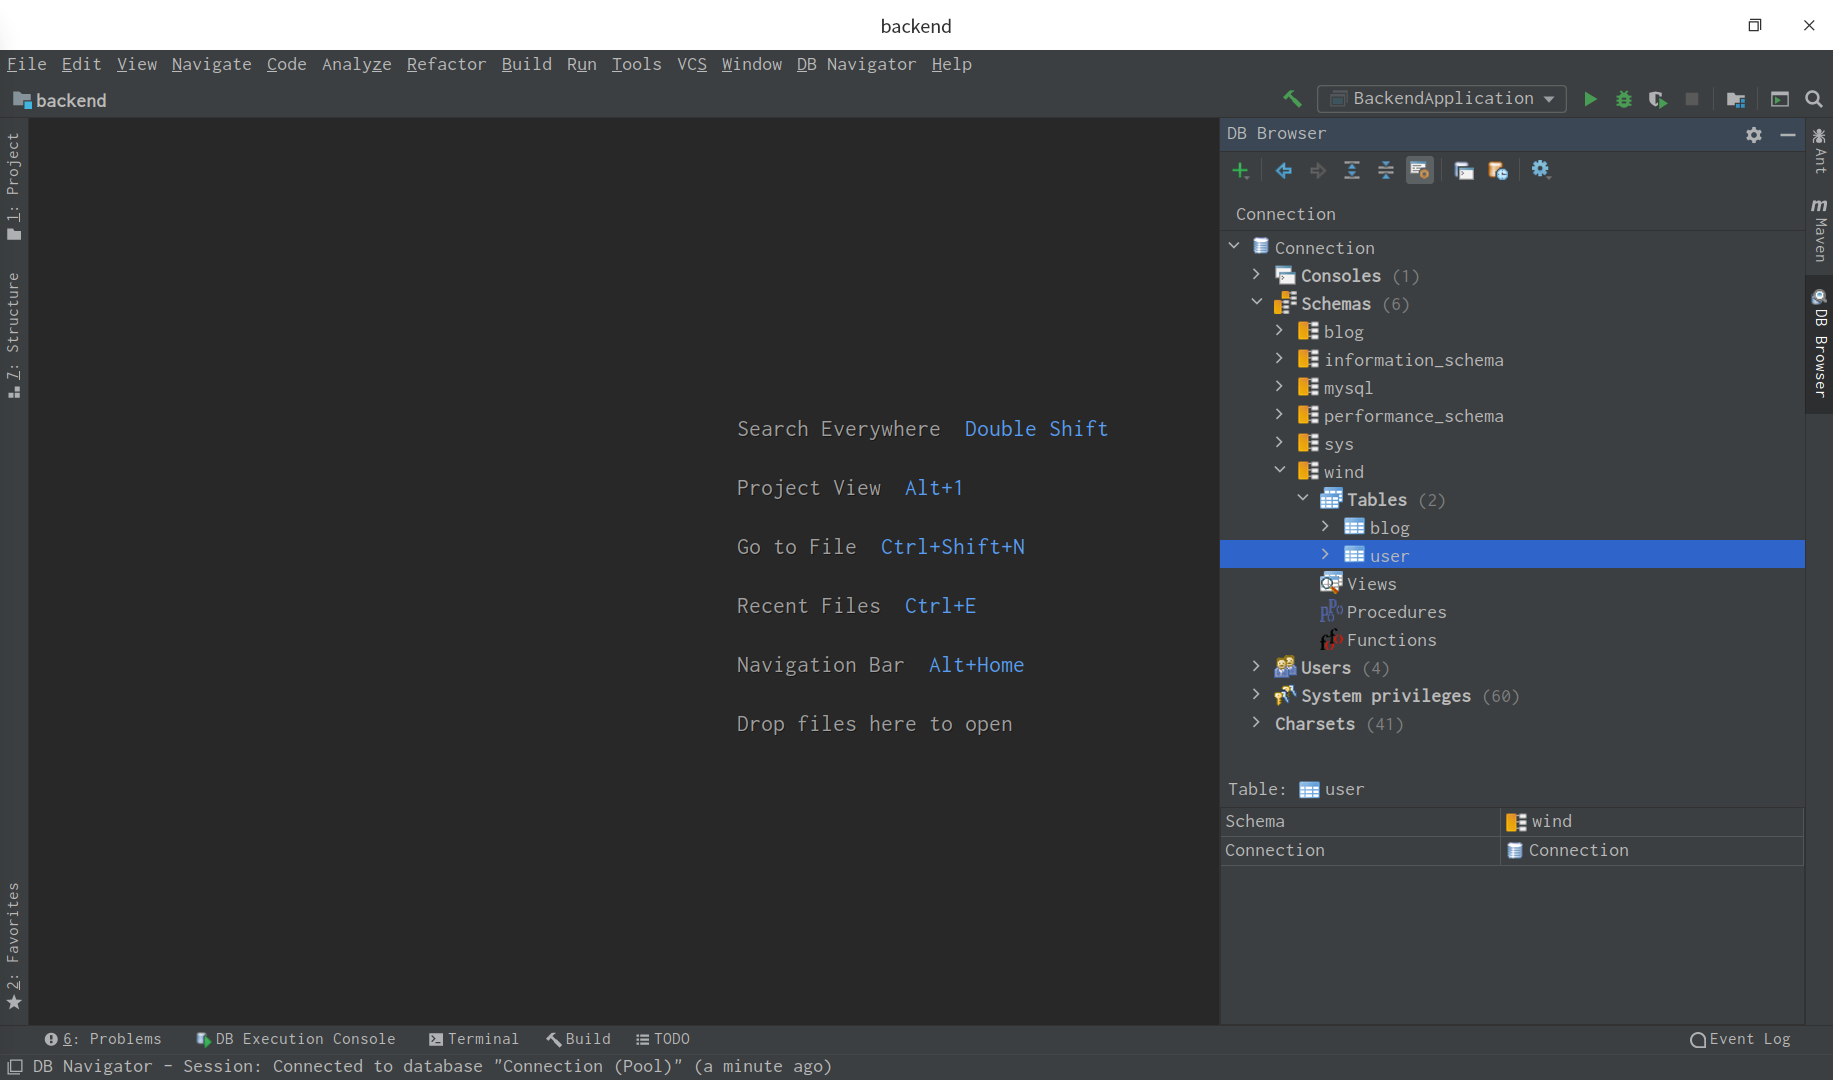 backend
File Edit View Navigate Code Analyze Refactor Build Run Tools VCS Window DB Navigator Help
backend
BackendApplication
1: Project
7: Structure
2: Favorites
Search Everywhere Double Shift
Project View Alt+1
Go to File Ctrl+Shift+N
Recent Files Ctrl+E
Navigation Bar Alt+Home
Drop files here to open
DB Browser
Connection
Connection
Consoles (1)
Schemas (6)
blog
information_schema
mysql
performance_schema
sys
wind
Tables (2)
blog
user
Views
Procedures
Functions
Users (4)
System privileges (60)
Charsets (41)
Table: user
Schema wind
Connection Connection
Ant
Maven
DB Browser
6: Problems DB Execution Console Terminal Build TODO Event Log
DB Navigator - Session: Connected to database "Connection (Pool)" (a minute ago)